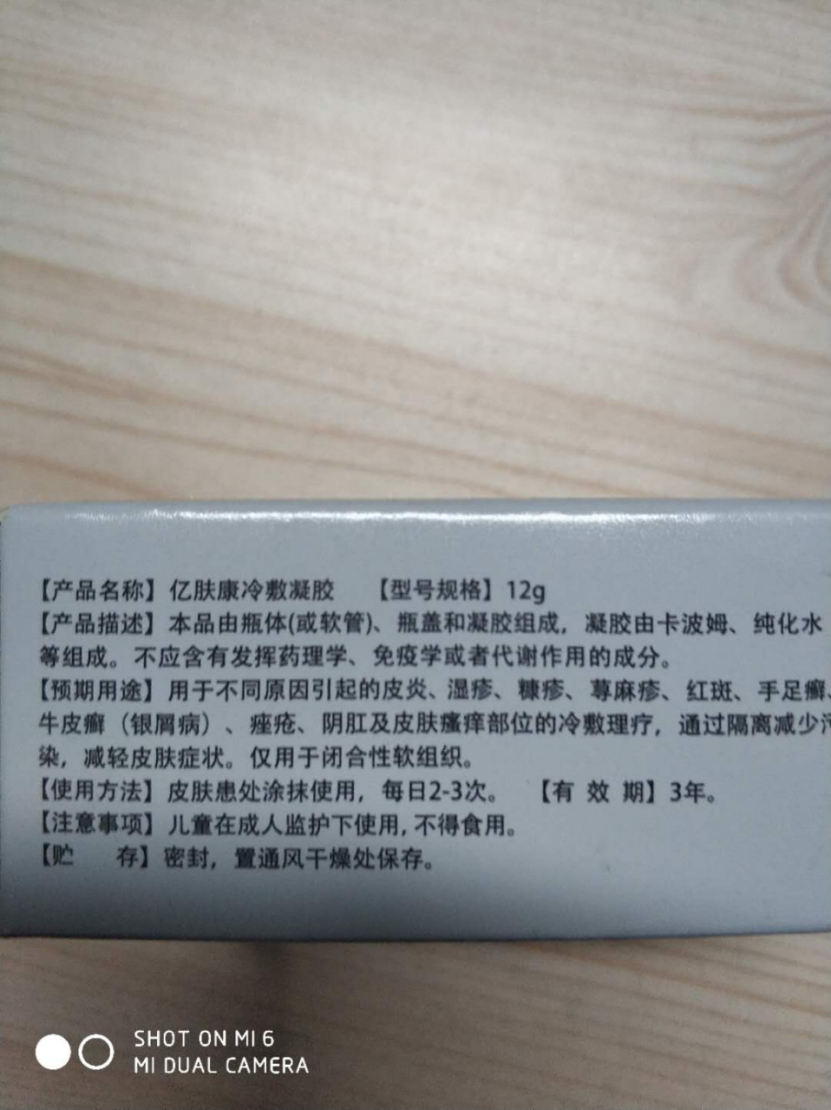 【产品名称】亿肤康冷敷凝胶 【型号规格】12g
【产品描述】本品由瓶体(或软管)、瓶盖和凝胶组成，凝胶由卡波姆、纯化水
等组成。不应含有发挥药理学、免疫学或者代谢作用的成分。
【预期用途】用于不同原因引起的皮炎、湿疹、糠疹、荨麻疹、红斑、手足癣、
牛皮癣（银屑病）、痤疮、阴肛及皮肤瘙痒部位的冷敷理疗，通过隔离减少
染，减轻皮肤症状。仅用于闭合性软组织。
【使用方法】皮肤患处涂抹使用，每日2-3次。 【有 效 期】3年。
【注意事项】儿童在成人监护下使用,不得食用。
【贮 存】密封，置通风干燥处保存。
SHOT ON MI 6
MI DUAL CAMERA